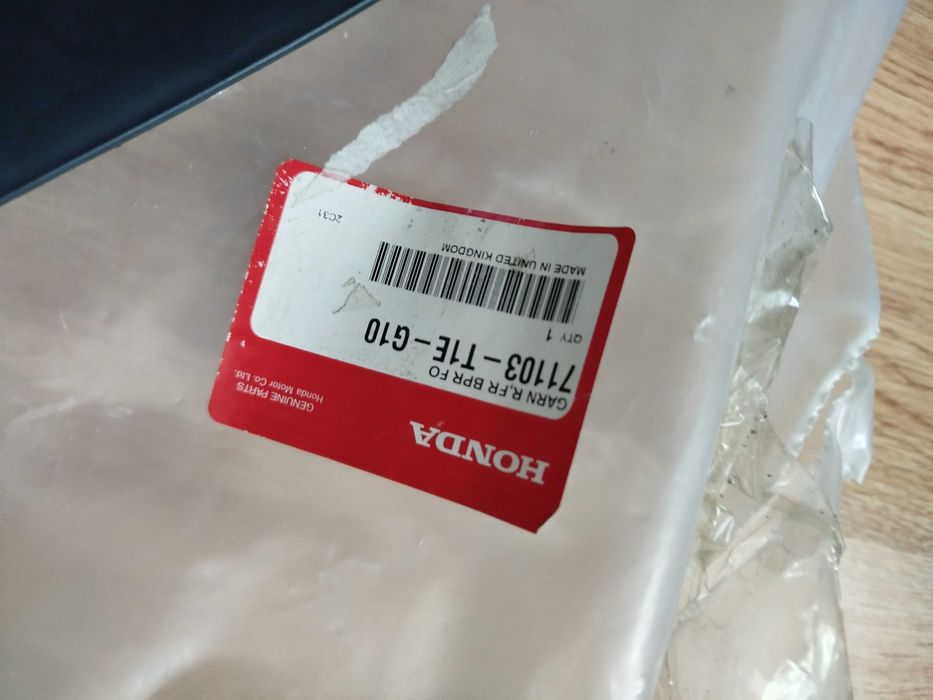 HONDA
GENUINE PARTS
Honda Motor Co. Ltd.
GARN R,FR BPR FO
71103-T1E-G10
QTY 1
MADE IN UNITED KINGDOM
2C31